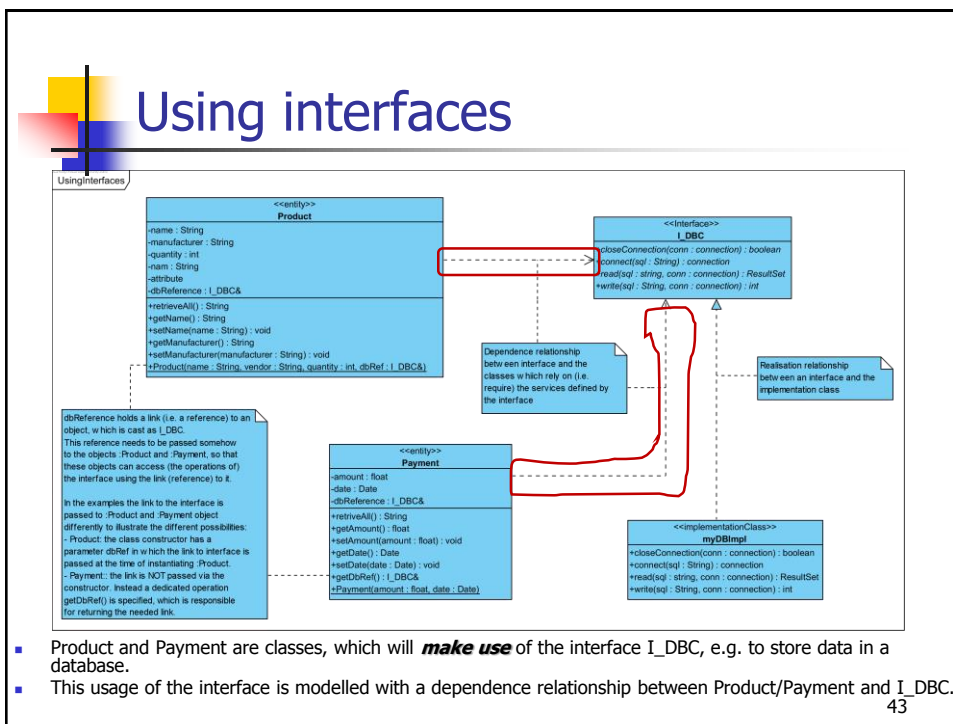 Using interfaces
UsingInterfaces
<<entity>>
Product
-name : String
-manufacturer : String
-quantity : int
-nam : String
-attribute
-dbReference : I_DBC&
+retrieveAll() : String
+getName() : String
+setName(name : String) : void
+getManufacturer() : String
+setManufacturer(manufacturer : String) : void
+Product(name : String, vendor : String, quantity : int, dbRef : I_DBC&)
<<Interface>>
I_DBC
+closeConnection(conn : connection) : boolean
+connect(sql : String) : connection
+read(sql : string, conn : connection) : ResultSet
+write(sql : String, conn : connection) : int
Dependence relationship
between interface and the
classes whiich rely on (i.e.
require) the services defined by
the interface
Realisation relationship
between an interface and the
implementation class
dbReference holds a link (i.e. a reference) to an
object, which is cast as I_DBC.
This reference needs to be passed somehow
to the objects :Product and :Payment, so that
these objects can access (the operations of)
the interface using the link (reference) to it.
In the examples the link to the interface is
passed to :Product and :Payment object
differently to illustrate the different possibilities:
- Product: the class constructor has a
parameter dbRef in which the link to interface is
passed at the time of instantiating :Product.
- Payment:: the link is NOT passed via the
constructor. Instead a dedicated operation
getDbRef() is specified, which is responsible
for returning the needed link.
<<entity>>
Payment
-amount : float
-date : Date
-dbReference : I_DBC&
+retriveAll() : String
+getAmount() : float
+setAmount(amount : float) : void
+getDate() : Date
+setDate(date : Date) : void
+getDbRef() : I_DBC&
+Payment(amount : float, date : Date)
<<implementationClass>>
myDBImpl
+closeConnection(conn : connection) : boolean
+connect(sql : String) : connection
+read(sql : string, conn : connection) : ResultSet
+write(sql : String, conn : connection) : int
Product and Payment are classes, which will make use of the interface I_DBC, e.g. to store data in a
database.
This usage of the interface is modelled with a dependence relationship between Product/Payment and I_DBC.
43